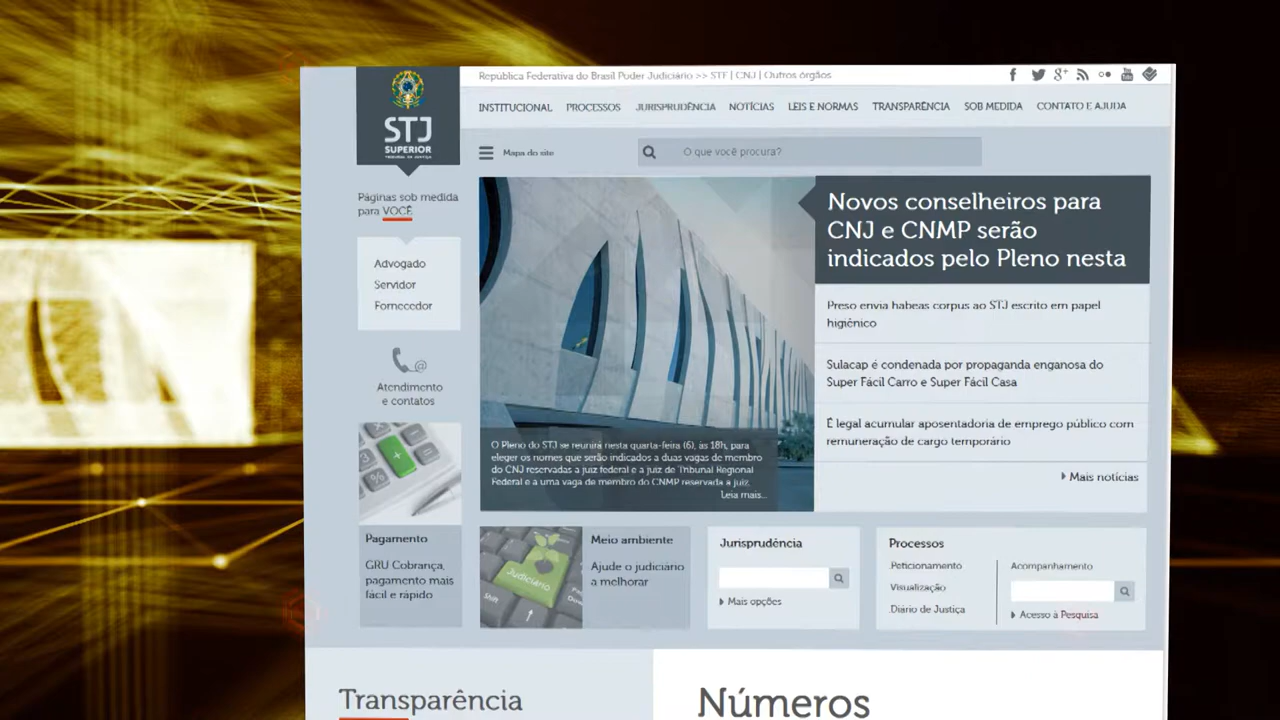 República Federativa do Brasil Poder Judiciário >> STF | CNJ | Outros órgãos
STJ
SUPERIOR
TRIBUNAL DA JUSTIÇA
INSTITUCIONAL PROCESSOS JURISPRUDÊNCIA NOTÍCIAS LEIS E NORMAS TRANSPARÊNCIA SOB MEDIDA CONTATO E AJUDA
Mapa do site
O que você procura?
Páginas sob medida
para VOCÊ
Advogado
Servidor
Fornecedor
@
Atendimento
e contatos
Novos conselheiros para
CNJ e CNMP serão
indicados pelo Pleno nesta
Preso envia habeas corpus ao STJ escrito em papel
higiênico
Sulacap é condenada por propaganda enganosa do
Super Fácil Carro e Super Fácil Casa
É legal acumular aposentadoria de emprego público com
remuneração de cargo temporário
Mais notícias
O Pleno do STJ se reunirá nesta quarta-feira (6), às 18h, para
eleger os nomes que serão indicados a duas vagas de membro
do CNJ reservadas a juiz federal e a juiz de Tribunal Regional
Federal e a uma vaga de membro do CNMP reservada a juiz.
Leia mais...
Pagamento
GRU Cobrança,
pagamento mais
fácil e rápido
Judiciário
Shift
Meio ambiente
Ajude o judiciário
a melhorar
Jurisprudência
Mais opções
Processos
Peticionamento
Visualização
Diário de Justiça
Acompanhamento
Acesso à Pesquisa
Transparência
Números